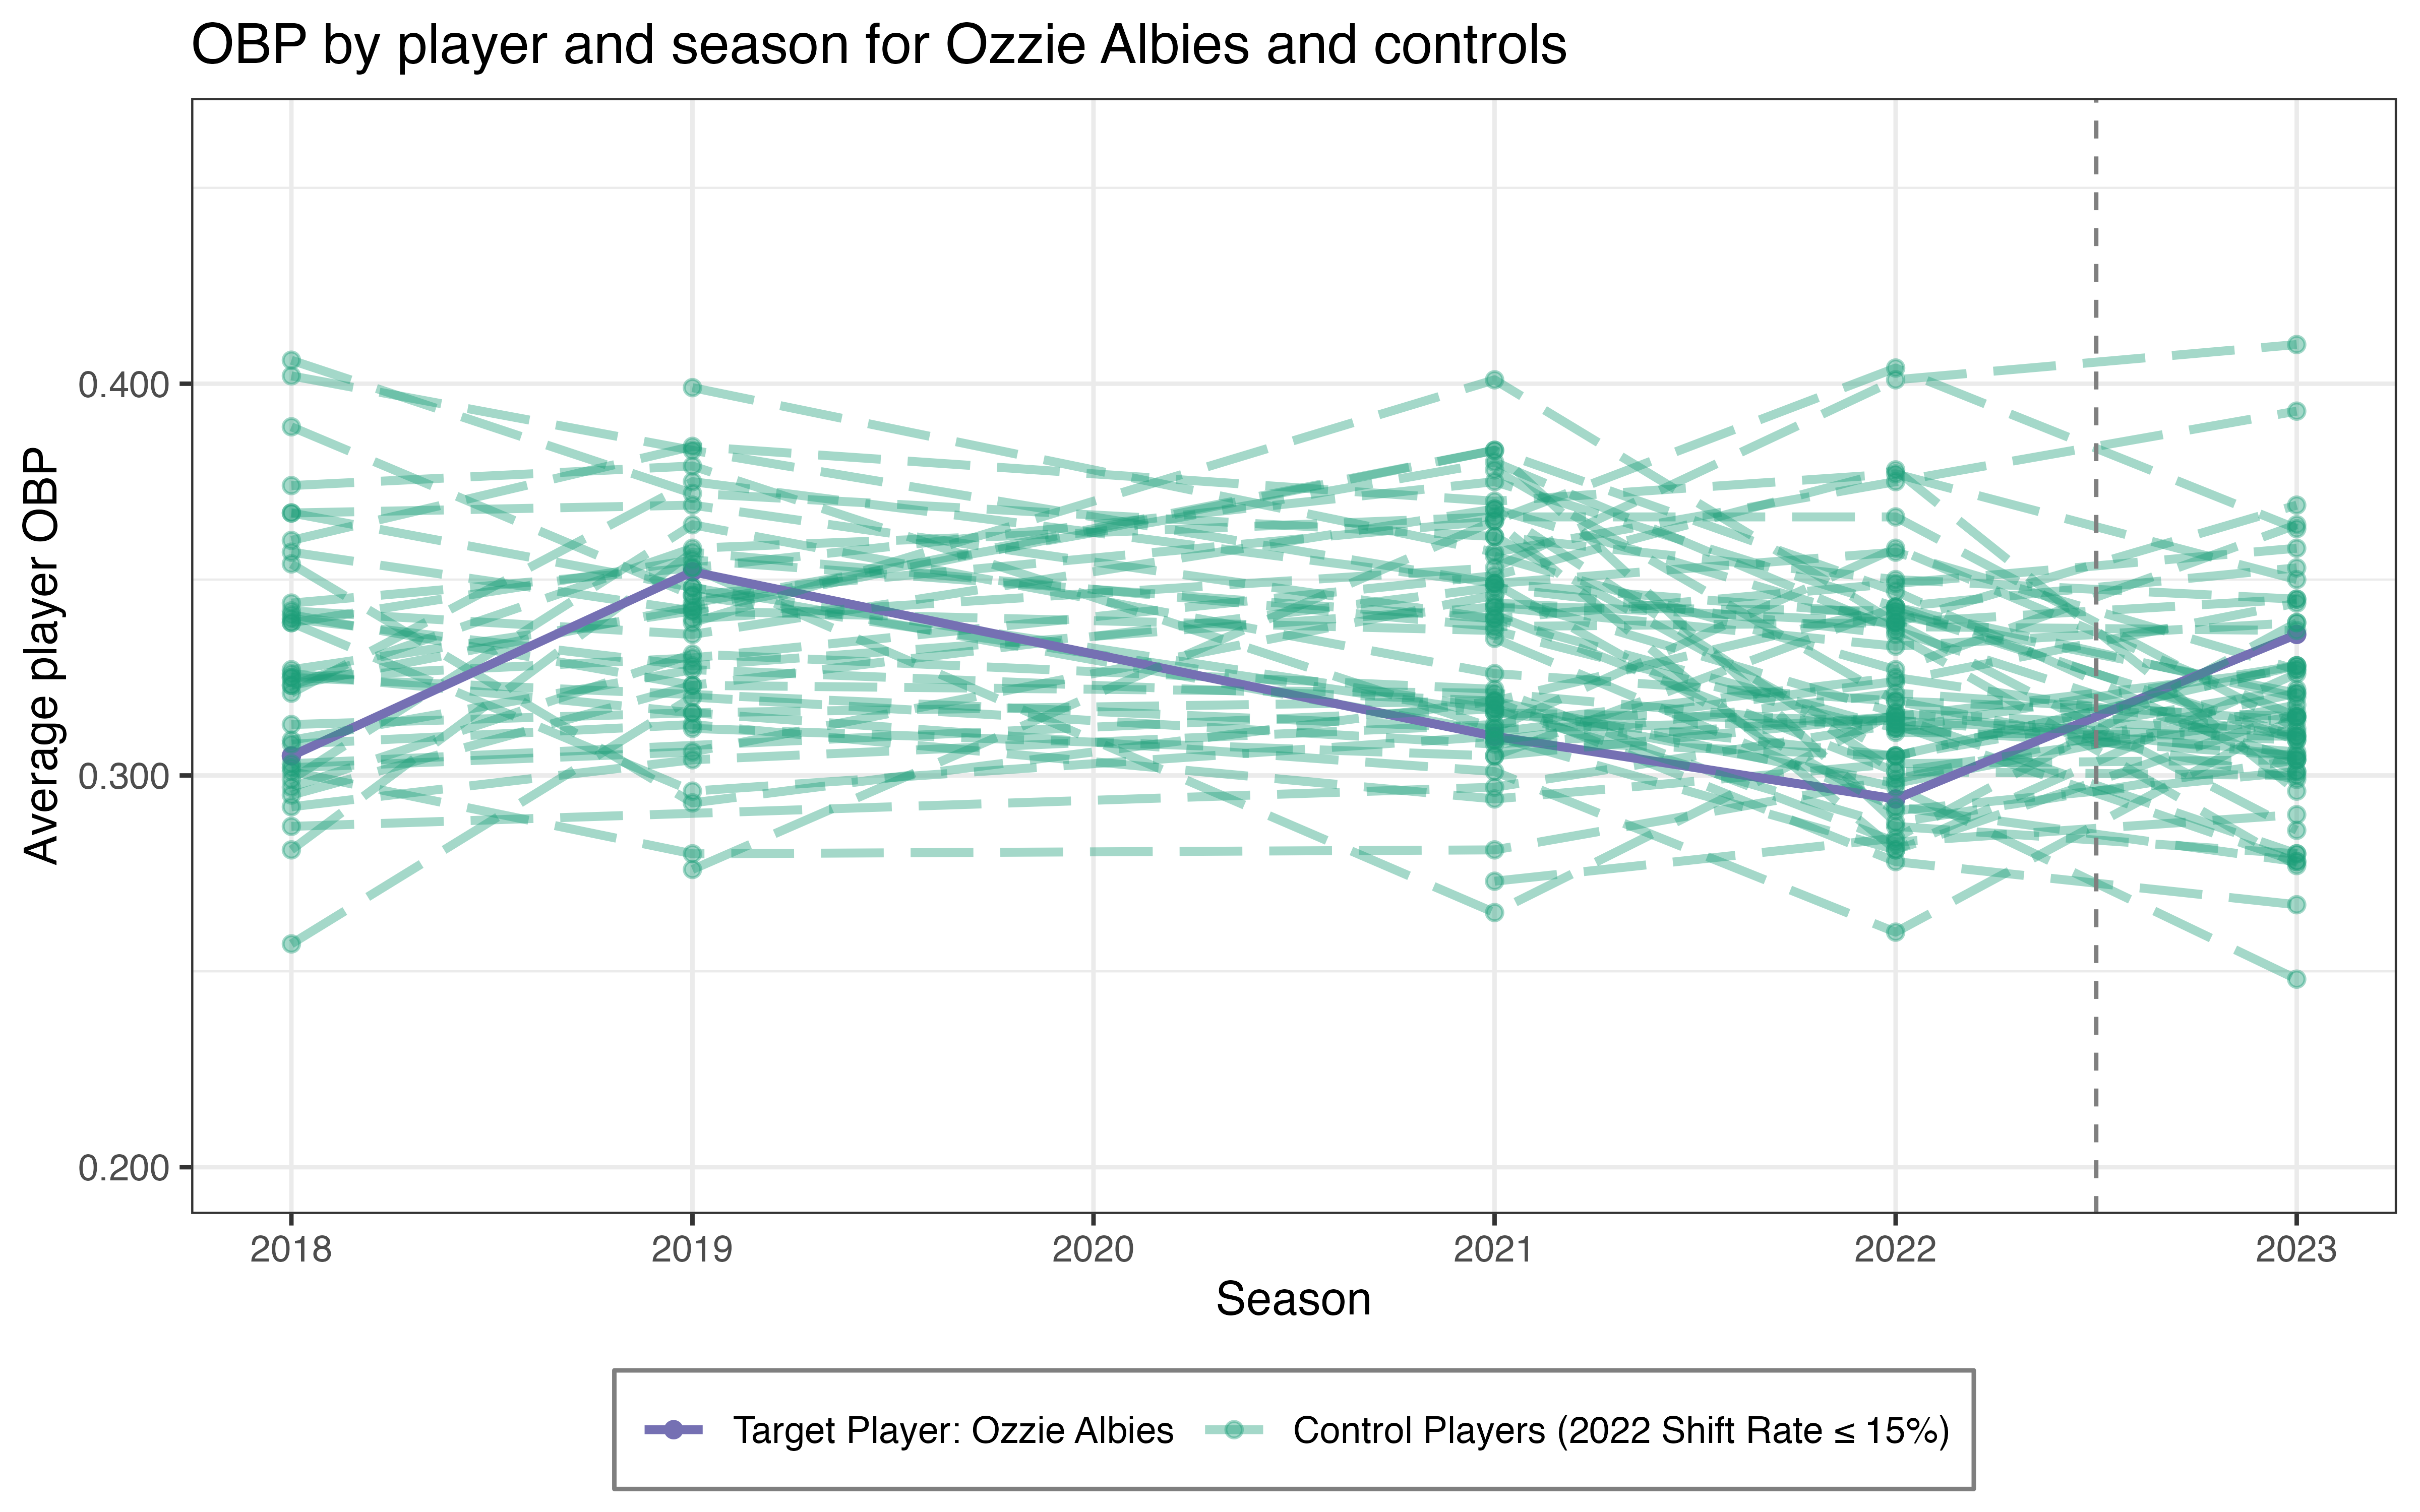 OBP by player and season for Ozzie Albies and controls
Average player OBP
0.400
0.300
0.200
2018 2019 2020 2021 2022 2023
Season
Target Player: Ozzie Albies Control Players (2022 Shift Rate ≤ 15%)